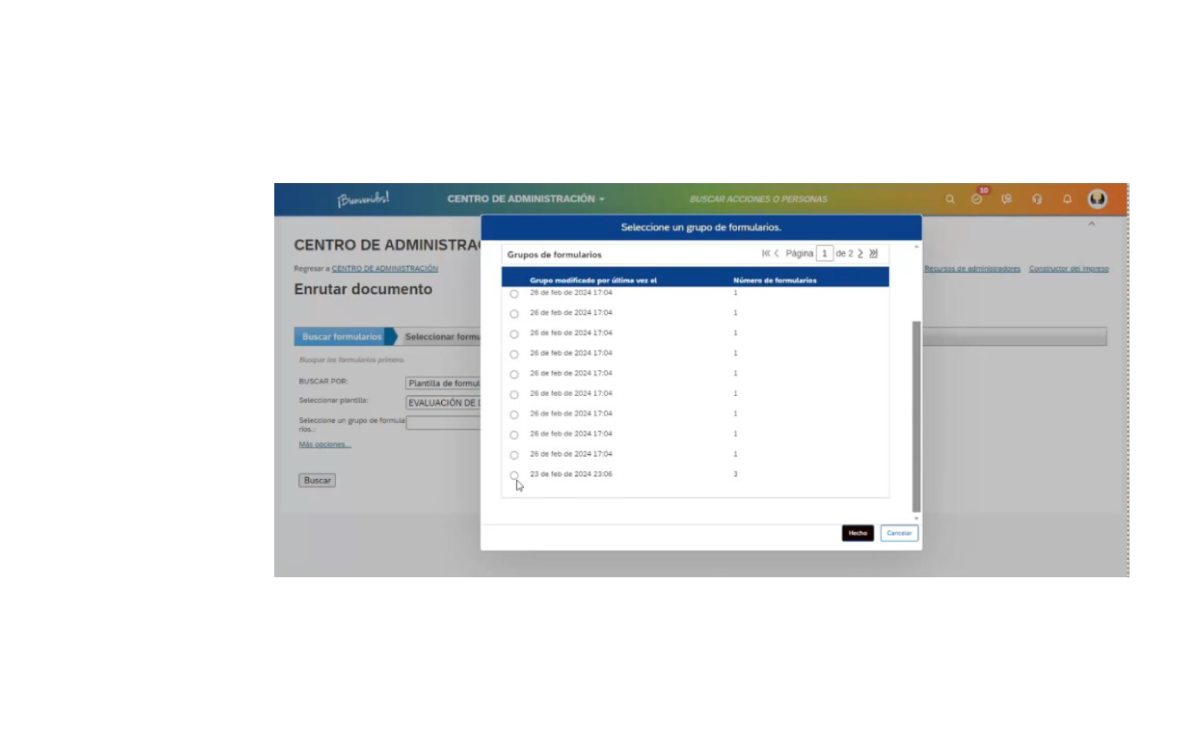 ¡Bienvenid@s!
CENTRO DE ADMINISTRACIÓN
BUSCAR ACCIONES O PERSONAS
50
CENTRO DE ADMINISTRA
Regresar a CENTRO DE ADMINISTRACIÓN
Recursos de administradores Constructor del impreso
Enrutar documento
Buscar formularios Seleccionar formu
Busque los formularios primero.
BUSCAR POR: Plantilla de formul
Seleccionar plantilla: EVALUACIÓN DE
Seleccione un grupo de formula
rios.:
Más opciones...
Buscar
Seleccione un grupo de formularios.
Grupos de formularios Página 1 de 2
Grupo modificado por última vez el Número de formularios
26 de feb de 2024 17:04 1
26 de feb de 2024 17:04 1
26 de feb de 2024 17:04 1
26 de feb de 2024 17:04 1
26 de feb de 2024 17:04 1
26 de feb de 2024 17:04 1
26 de feb de 2024 17:04 1
26 de feb de 2024 17:04 1
26 de feb de 2024 17:04 1
23 de feb de 2024 23:06 3
Hecho Cancelar